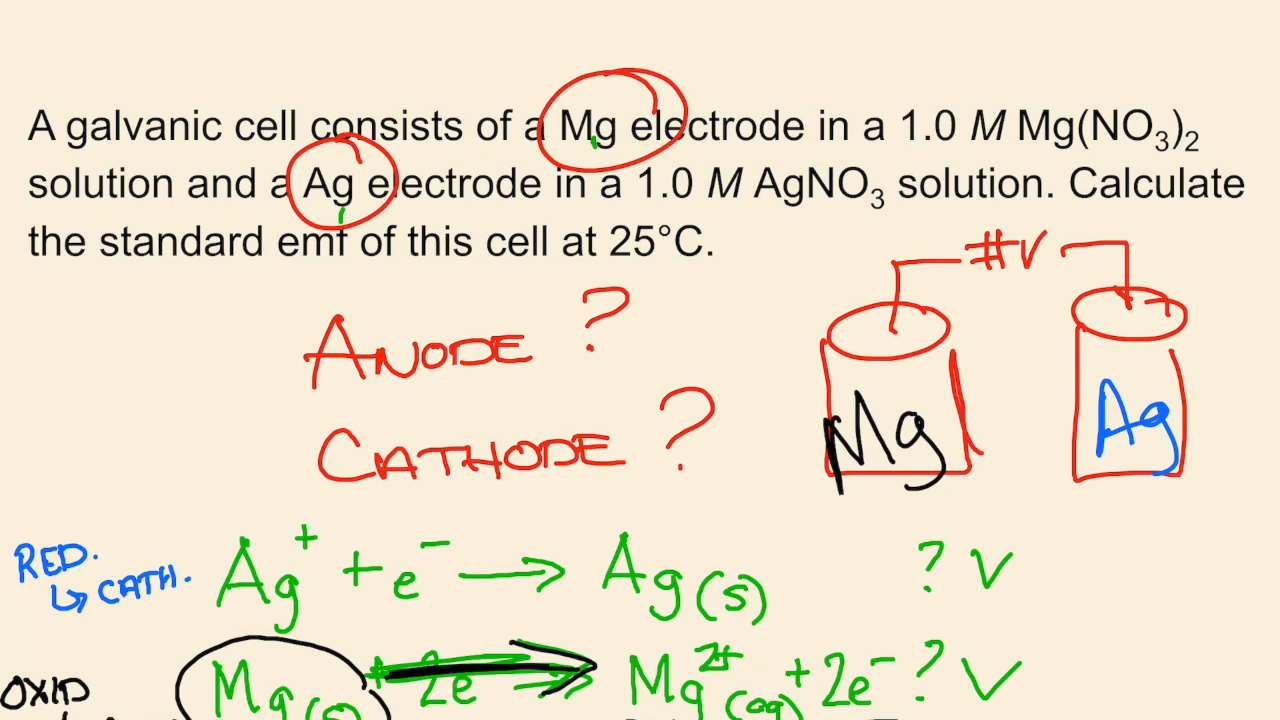 A galvanic cell consists of a Mg electrode in a 1.0 M Mg(NO₃)₂
solution and a Ag electrode in a 1.0 M AgNO₃ solution. Calculate
the standard emf of this cell at 25°C.
#V
ANODE ?
CATHODE ?
Mg
Ag
+
RED.
↳ CATH.
Ag⁺ + e⁻ → Ag(s) ? V
OXID
Mg(s) + 2e → Mg²⁺(aq) + 2e⁻ ? V